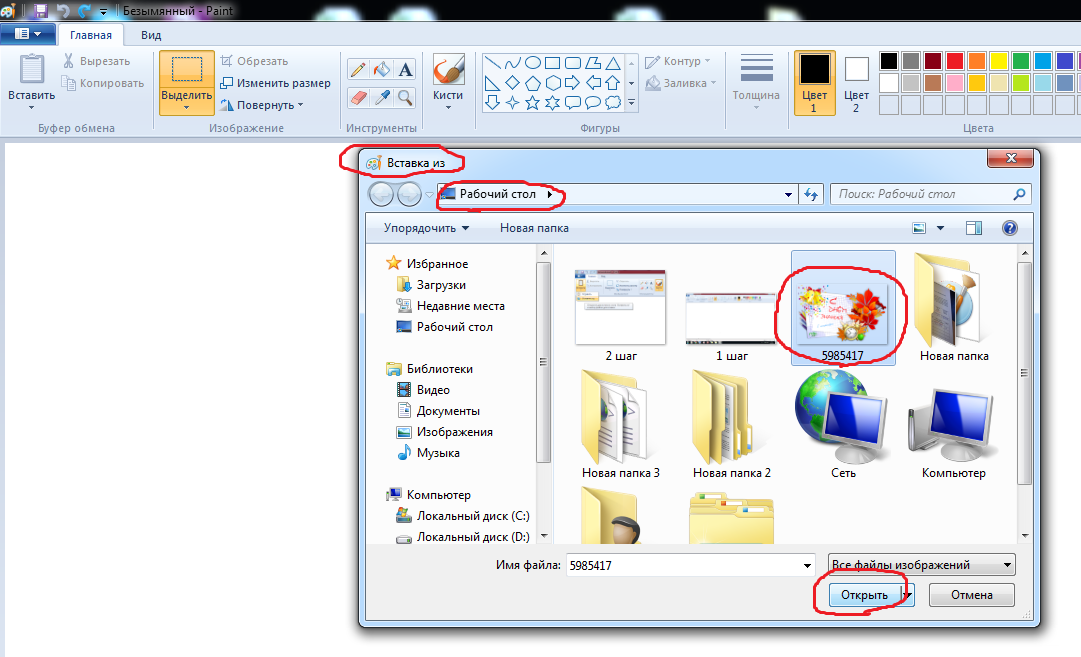 Безымянный - Paint
Главная Вид
Вставить
Вырезать
Копировать
Буфер обмена
Выделить
Обрезать
Изменить размер
Повернуть
Изображение
A
Инструменты
Кисти
Фигуры
Контур
Заливка
Толщина
Цвет 1
Цвет 2
Цвета
Вставка из
Рабочий стол
Поиск: Рабочий стол
Упорядочить Новая папка
Избранное
Загрузки
Недавние места
Рабочий стол
Библиотеки
Видео
Документы
Изображения
Музыка
Компьютер
Локальный диск (C:)
Локальный диск (D:)
2 шаг 1 шаг 5985417 Новая папка
Новая папка 3 Новая папка 2 Сеть Компьютер
Имя файла: 5985417 Все файлы изображений
Открыть Отмена